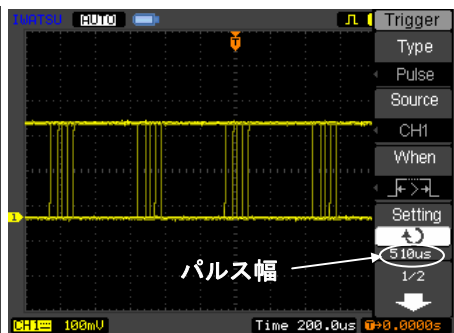 IWATSU AUTO
Trigger
Type
Pulse
Source
CH1
When
Setting
510us
1/2
パルス幅
T
1
CH1 100mV Time 200.0us T→0.0000s